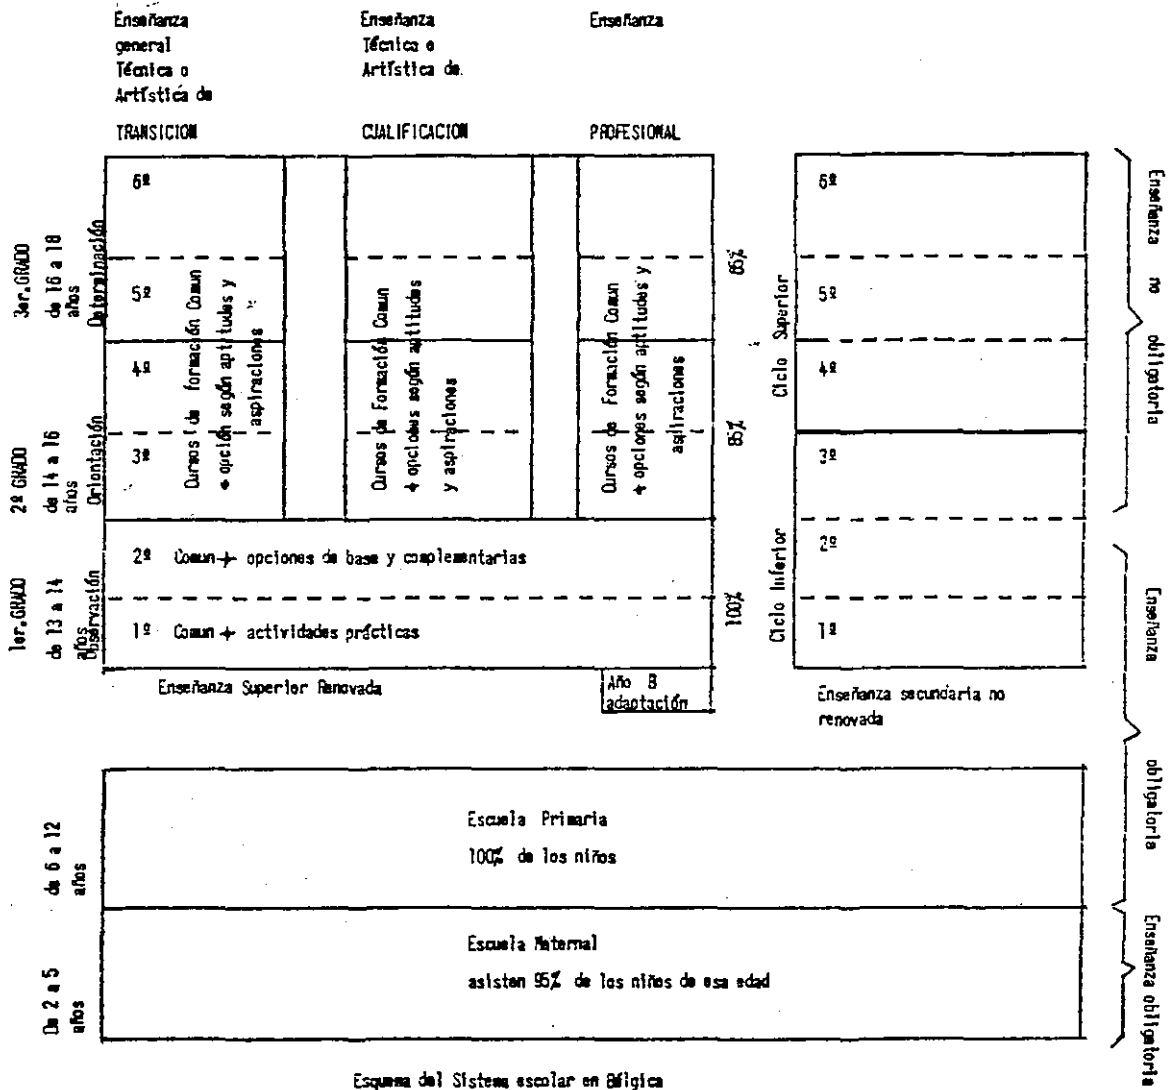 Enseñanza
general
Técnica o
Artística de
TRANSICION
Enseñanza
Técnica o
Artística de
CUALIFICACION
Enseñanza
PROFESIONAL
3er. GRADO
de 16 a 18
años
Determinación
2º GRADO
de 14 a 16
años
Orientación
1er. GRADO
de 13 a 14
años
Observación
6º
5º
4º
3º
Cursos de formación Comun
+ opción según aptitudes y
aspiraciones
Cursos de Formación Comun
+ opciones según aptitudes
y aspiraciones
Cursos de Formación Comun
+ opciones según aptitudes y
aspiraciones
2º Comun + opciones de base y complementarias
1º Comun + actividades prácticas
85%
100%
Enseñanza Superior Renovada
Año B
adaptación
Ciclo Superior
Ciclo Inferior
6º
5º
4º
3º
2º
1º
Enseñanza secundaria no
renovada
Enseñanza no obligatoria
Enseñanza obligatoria
de 6 a 12
años
Escuela Primaria
100% de los niños
De 2 a 5
años
Escuela Maternal
asisten 95% de los niños de esa edad
Enseñanza obligatoria
Esquema del Sistema escolar en Bélgica